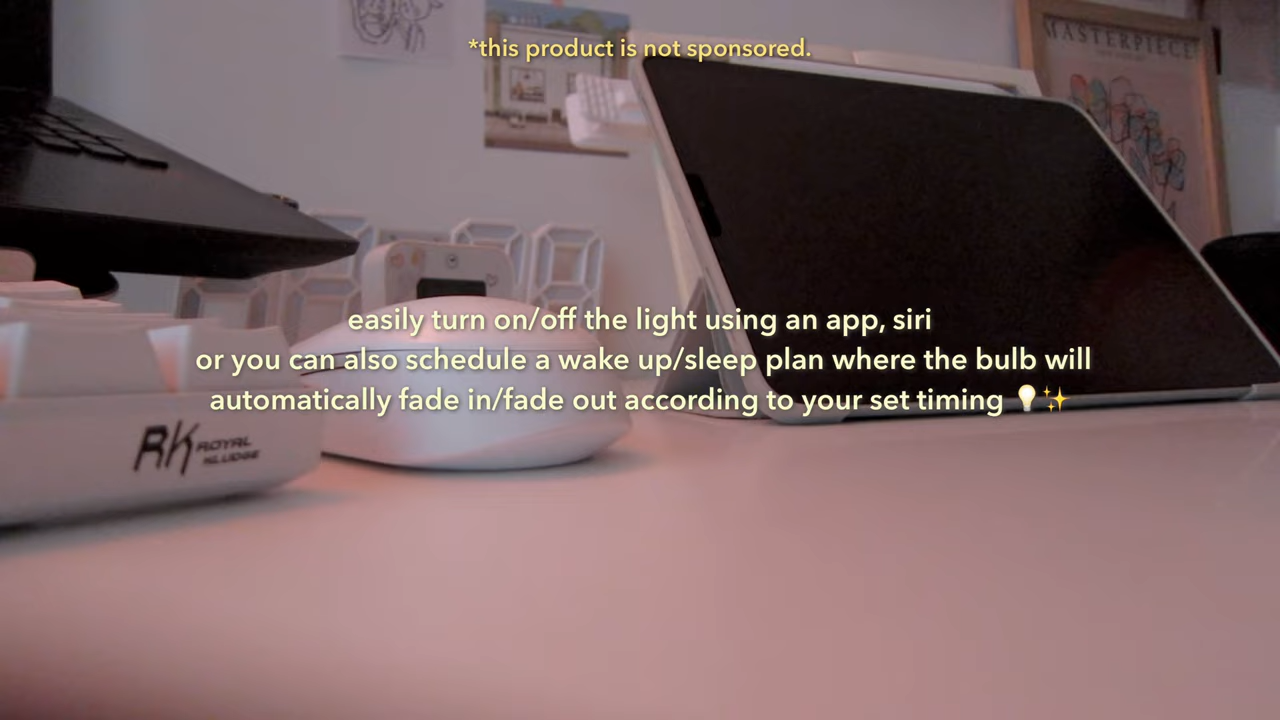 *this product is not sponsored.
MASTERPIECE
easily turn on/off the light using an app, siri
or you can also schedule a wake up/sleep plan where the bulb will
automatically fade in/fade out according to your set timing 💡✨
RK ROYAL
KLUDGE